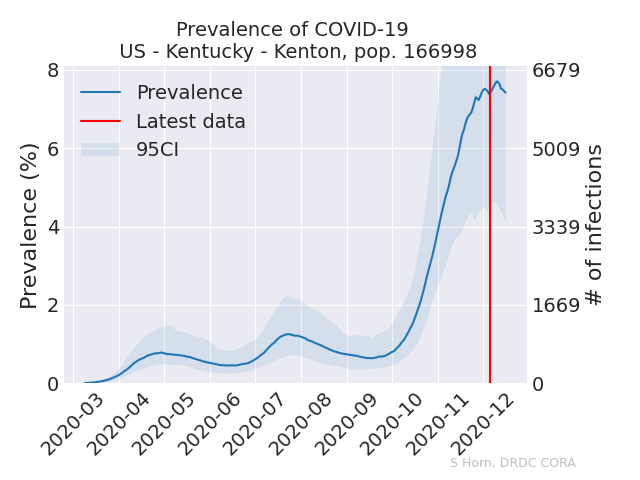 Prevalence of COVID-19
US - Kentucky - Kenton, pop. 166998
Prevalence
Latest data
95CI
Prevalence (%)
8
6
4
2
0
6679
5009
3339
1669
0
# of infections
2020-03
2020-04
2020-05
2020-06
2020-07
2020-08
2020-09
2020-10
2020-11
2020-12
S Horn, DRDC CORA